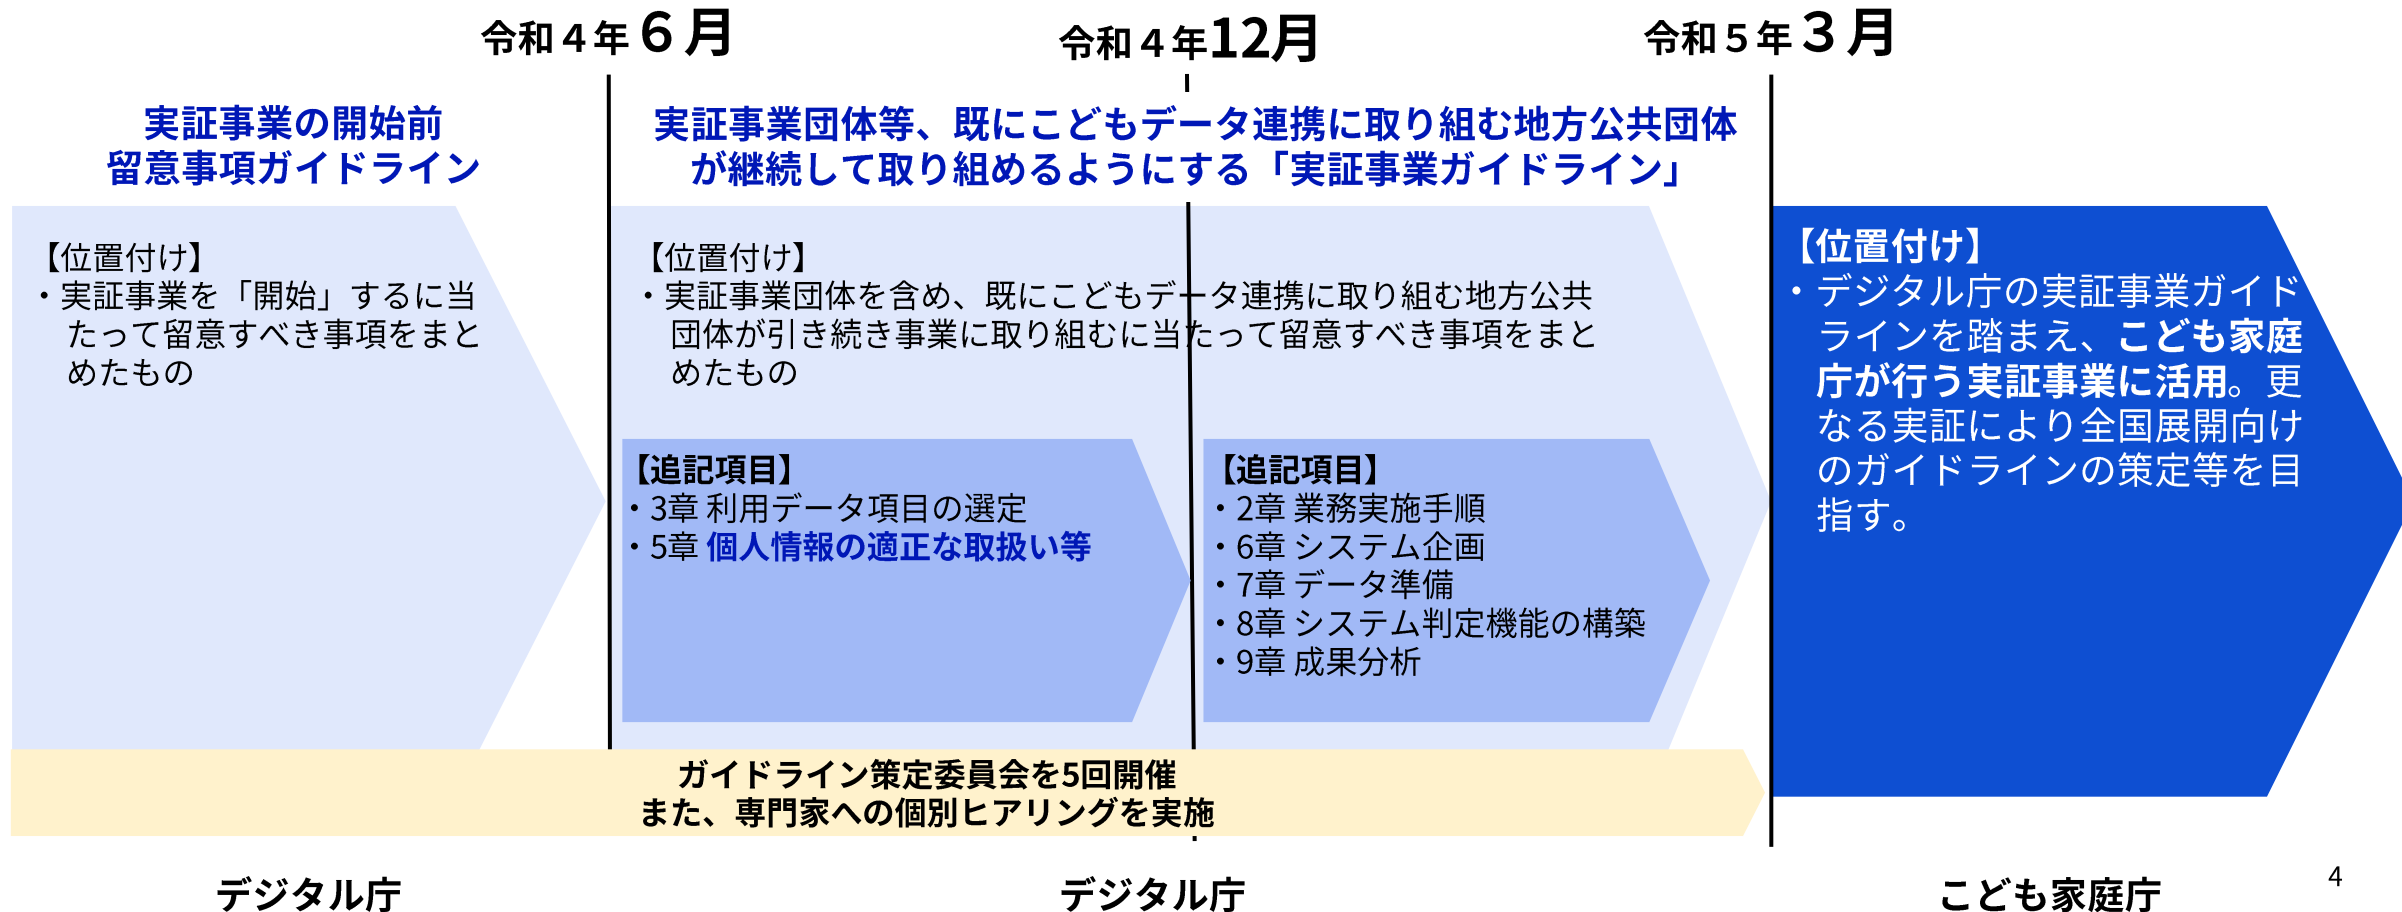 令和４年６月
令和４年12月
令和５年３月
実証事業の開始前
留意事項ガイドライン
実証事業団体等、既にこどもデータ連携に取り組む地方公共団体
が継続して取り組めるようにする「実証事業ガイドライン」
【位置付け】
・実証事業を「開始」するに当
たって留意すべき事項をまと
めたもの
【位置付け】
・実証事業団体を含め、既にこどもデータ連携に取り組む地方公共
団体が引き続き事業に取り組むに当たって留意すべき事項をまと
めたもの
【追記項目】
・3章 利用データ項目の選定
・5章 個人情報の適正な取扱い等
【追記項目】
・2章 業務実施手順
・6章 システム企画
・7章 データ準備
・8章 システム判定機能の構築
・9章 成果分析
【位置付け】
・デジタル庁の実証事業ガイド
ラインを踏まえ、こども家庭
庁が行う実証事業に活用。更
なる実証により全国展開向け
のガイドラインの策定等を目
指す。
ガイドライン策定委員会を5回開催
また、専門家への個別ヒアリングを実施
デジタル庁
デジタル庁
こども家庭庁
4